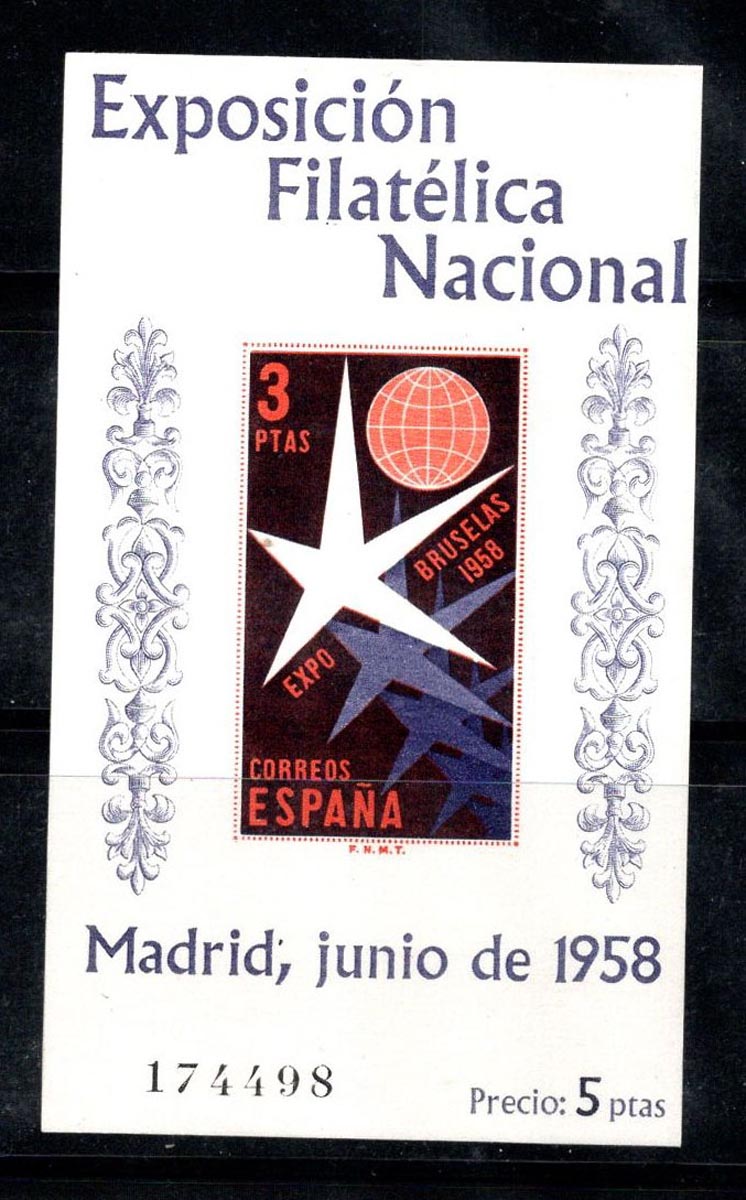 Exposición
Filatélica
Nacional
3
PTAS
BRUSELAS
1958
EXPO
CORREOS
ESPAÑA
F.N.M.T.
Madrid, junio de 1958
174498
Precio: 5 ptas